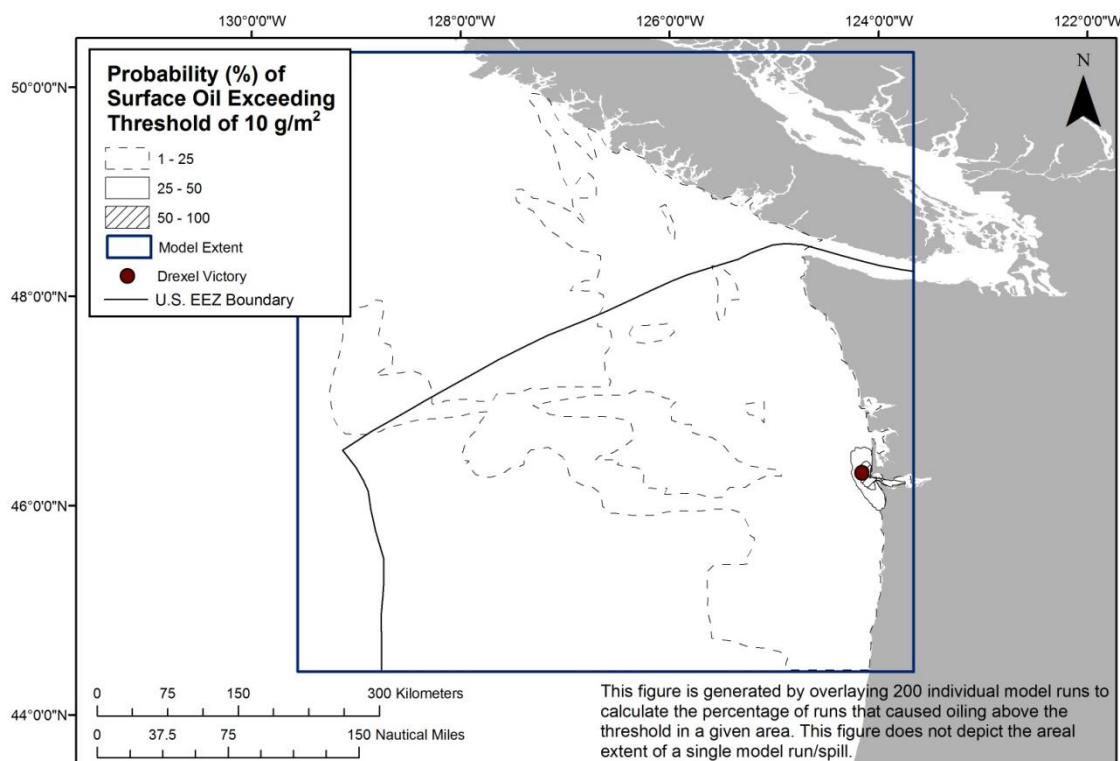 130°0'0"W 128°0'0"W 126°0'0"W 124°0'0"W 122°0'0"W
Probability (%) of
Surface Oil Exceeding
Threshold of 10 g/m²
1 - 25
25 - 50
50 - 100
Model Extent
Drexel Victory
U.S. EEZ Boundary
N
50°0'0"N
48°0'0"N
46°0'0"N
44°0'0"N
0 75 150 300 Kilometers
0 37.5 75 150 Nautical Miles
This figure is generated by overlaying 200 individual model runs to
calculate the percentage of runs that caused oiling above the
threshold in a given area. This figure does not depict the areal
extent of a single model run/spill.